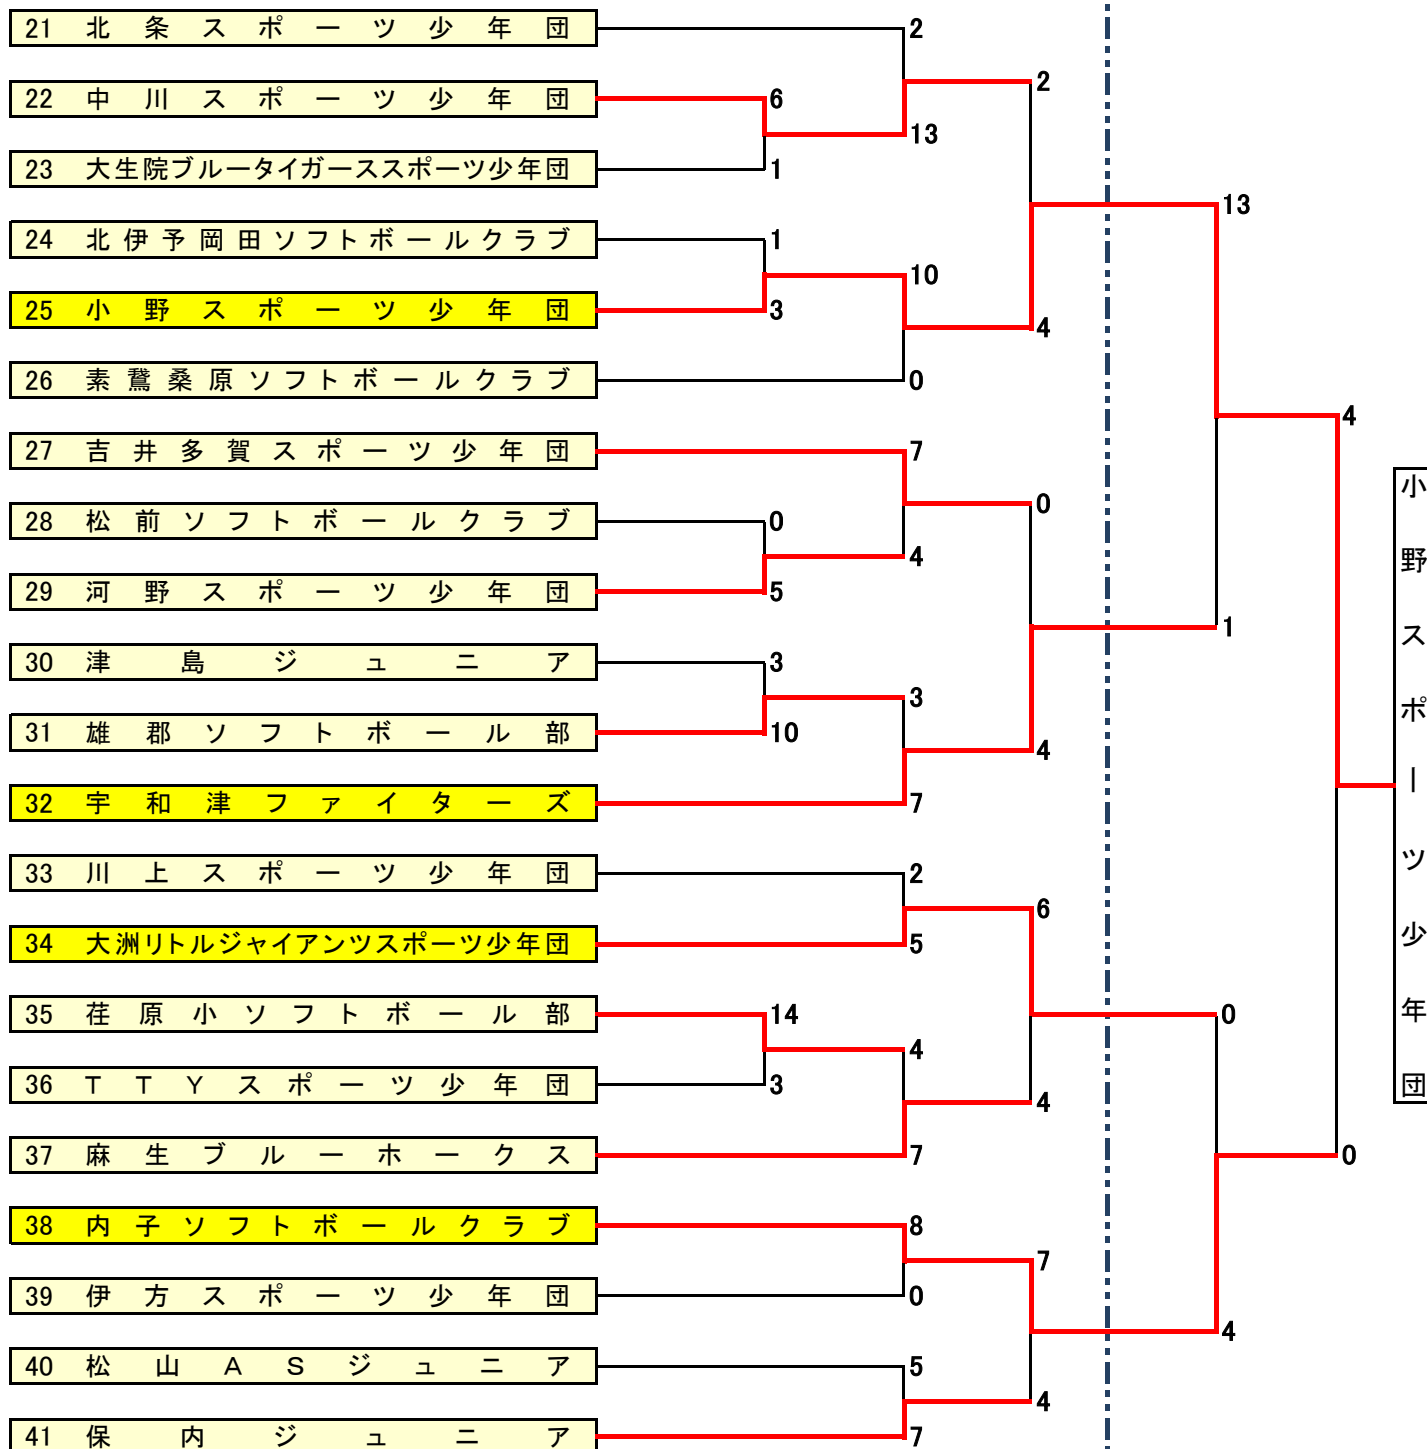 21 北条スポーツ少年団 2
2
22 中川スポーツ少年団 6
13
23 大生院ブルータイガーススポーツ少年団 1
13
24 北伊予岡田ソフトボールクラブ 1
10
25 小野スポーツ少年団 3
4
26 素鵞桑原ソフトボールクラブ 0
4
27 吉井多賀スポーツ少年団 7
0
28 松前ソフトボールクラブ 0
4
29 河野スポーツ少年団 5
1
30 津島ジュニア 3
3
31 雄郡ソフトボール部 10
4
32 宇和津ファイターズ 7
小野スポーツ少年団
33 川上スポーツ少年団 2
6
34 大洲リトルジャイアンツスポーツ少年団 5
35 荏原小ソフトボール部 14
0
4
36 TTYスポーツ少年団 3
4
37 麻生ブルーホークス 7
0
38 内子ソフトボールクラブ 8
7
39 伊方スポーツ少年団 0
4
40 松山ASジュニア 5
4
41 保内ジュニア 7